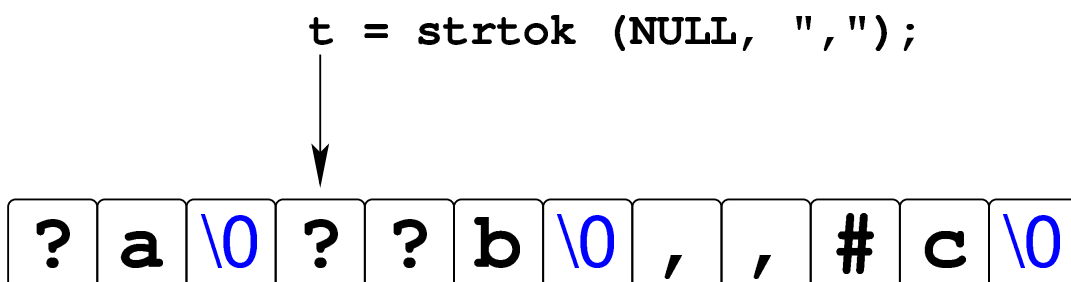 t = strtok (NULL, ",");
? a \0 ? ? b \0 , , # c \0